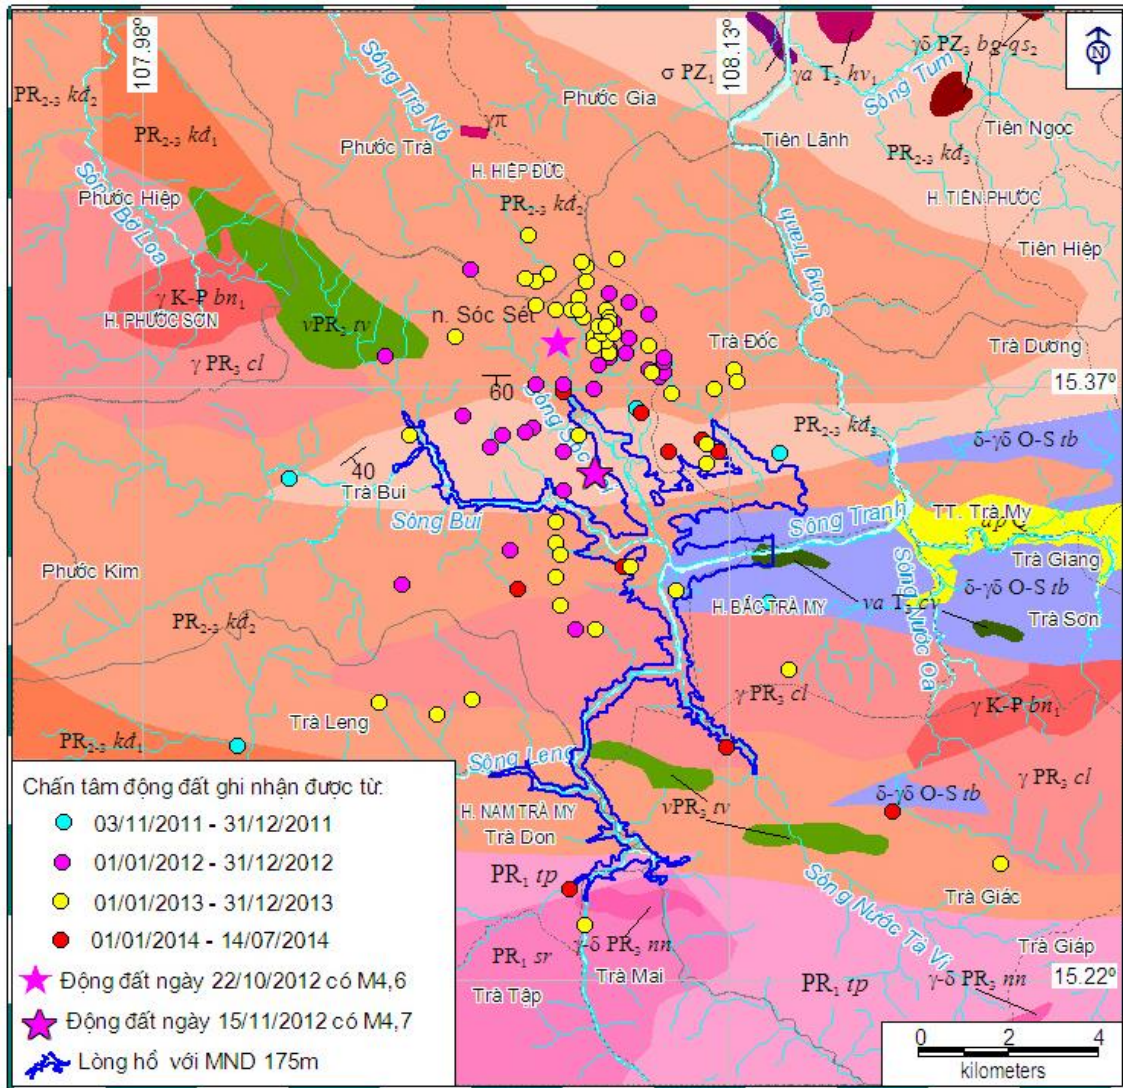 107.98º
108.13º
N
γδ PZ₃ bg-qs₂
σ PZ₁
γa T₃ hv₁
Sông Tum
Phước Gia
Sông Trà Nô
PR₂₋₃ kđ₂
PR₂₋₃ kđ₁
γπ
Phước Trà
Tiên Lãnh
Tiên Ngọc
PR₂₋₃ kđ₃
H. HIỆP ĐỨC
Phước Hiệp
H. TIÊN PHƯỚC
PR₂₋₃ kđ₂
Sông Bơ Loa
Sông Tranh
Tiên Hiệp
γ K-P bn₁
H. PHƯỚC SƠN
νPR₂ tv
n. Sóc Sết
Trà Đốc
Trà Dương
γ PR₃ cl
15.37º
60
PR₂₋₃ kđ₃
δ-γδ O-S tb
40
Trà Bui
Sông Bui
Sông Tranh
TT. Trà My
apQ
Trà Giang
Phước Kim
δ-γδ O-S tb
H. BẮC TRÀ MY
νa T₃ cv
Trà Sơn
PR₂₋₃ kđ₂
Sông Nước Oa
γ PR₃ cl
γ K-P bn₁
Trà Leng
PR₂₋₃ kđ₁
Sông Leng
γ PR₃ cl
δ-γδ O-S tb
νPR₃ tv
H. NAM TRÀ MY
Trà Don
PR₁ tp
Trà Giác
Sông Nước Tà Vi
γ-δ PR₃ nn
Trà Giáp
PR₁ sr
Trà Mai
15.22º
PR₁ tp
γ-δ PR₃ nn
Trà Tập
Chấn tâm động đất ghi nhận được từ:
03/11/2011 - 31/12/2011
01/01/2012 - 31/12/2012
01/01/2013 - 31/12/2013
01/01/2014 - 14/07/2014
Động đất ngày 22/10/2012 có M4,6
Động đất ngày 15/11/2012 có M4,7
Lòng hồ với MND 175m
0 2 4
kilometers